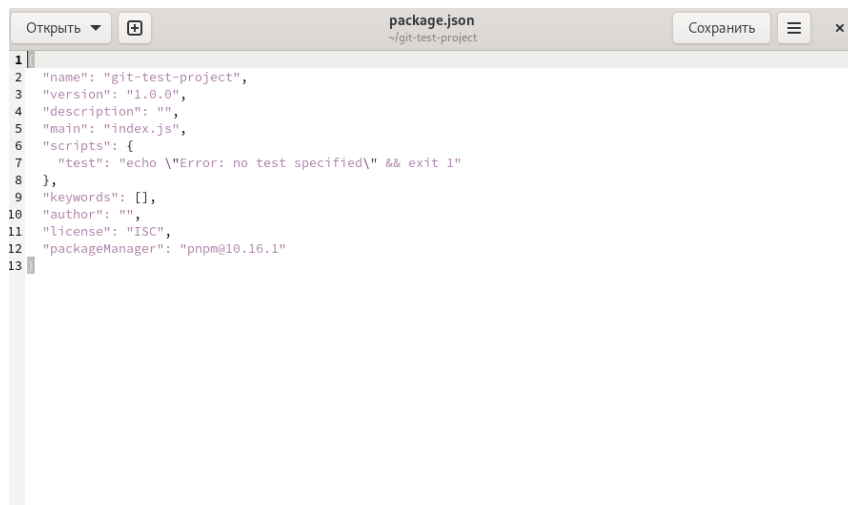 Открыть
package.json
~/git-test-project
Сохранить
1 {
2 "name": "git-test-project",
3 "version": "1.0.0",
4 "description": "",
5 "main": "index.js",
6 "scripts": {
7 "test": "echo \"Error: no test specified\" && exit 1"
8 },
9 "keywords": [],
10 "author": "",
11 "license": "ISC",
12 "packageManager": "pnpm@10.16.1"
13 }